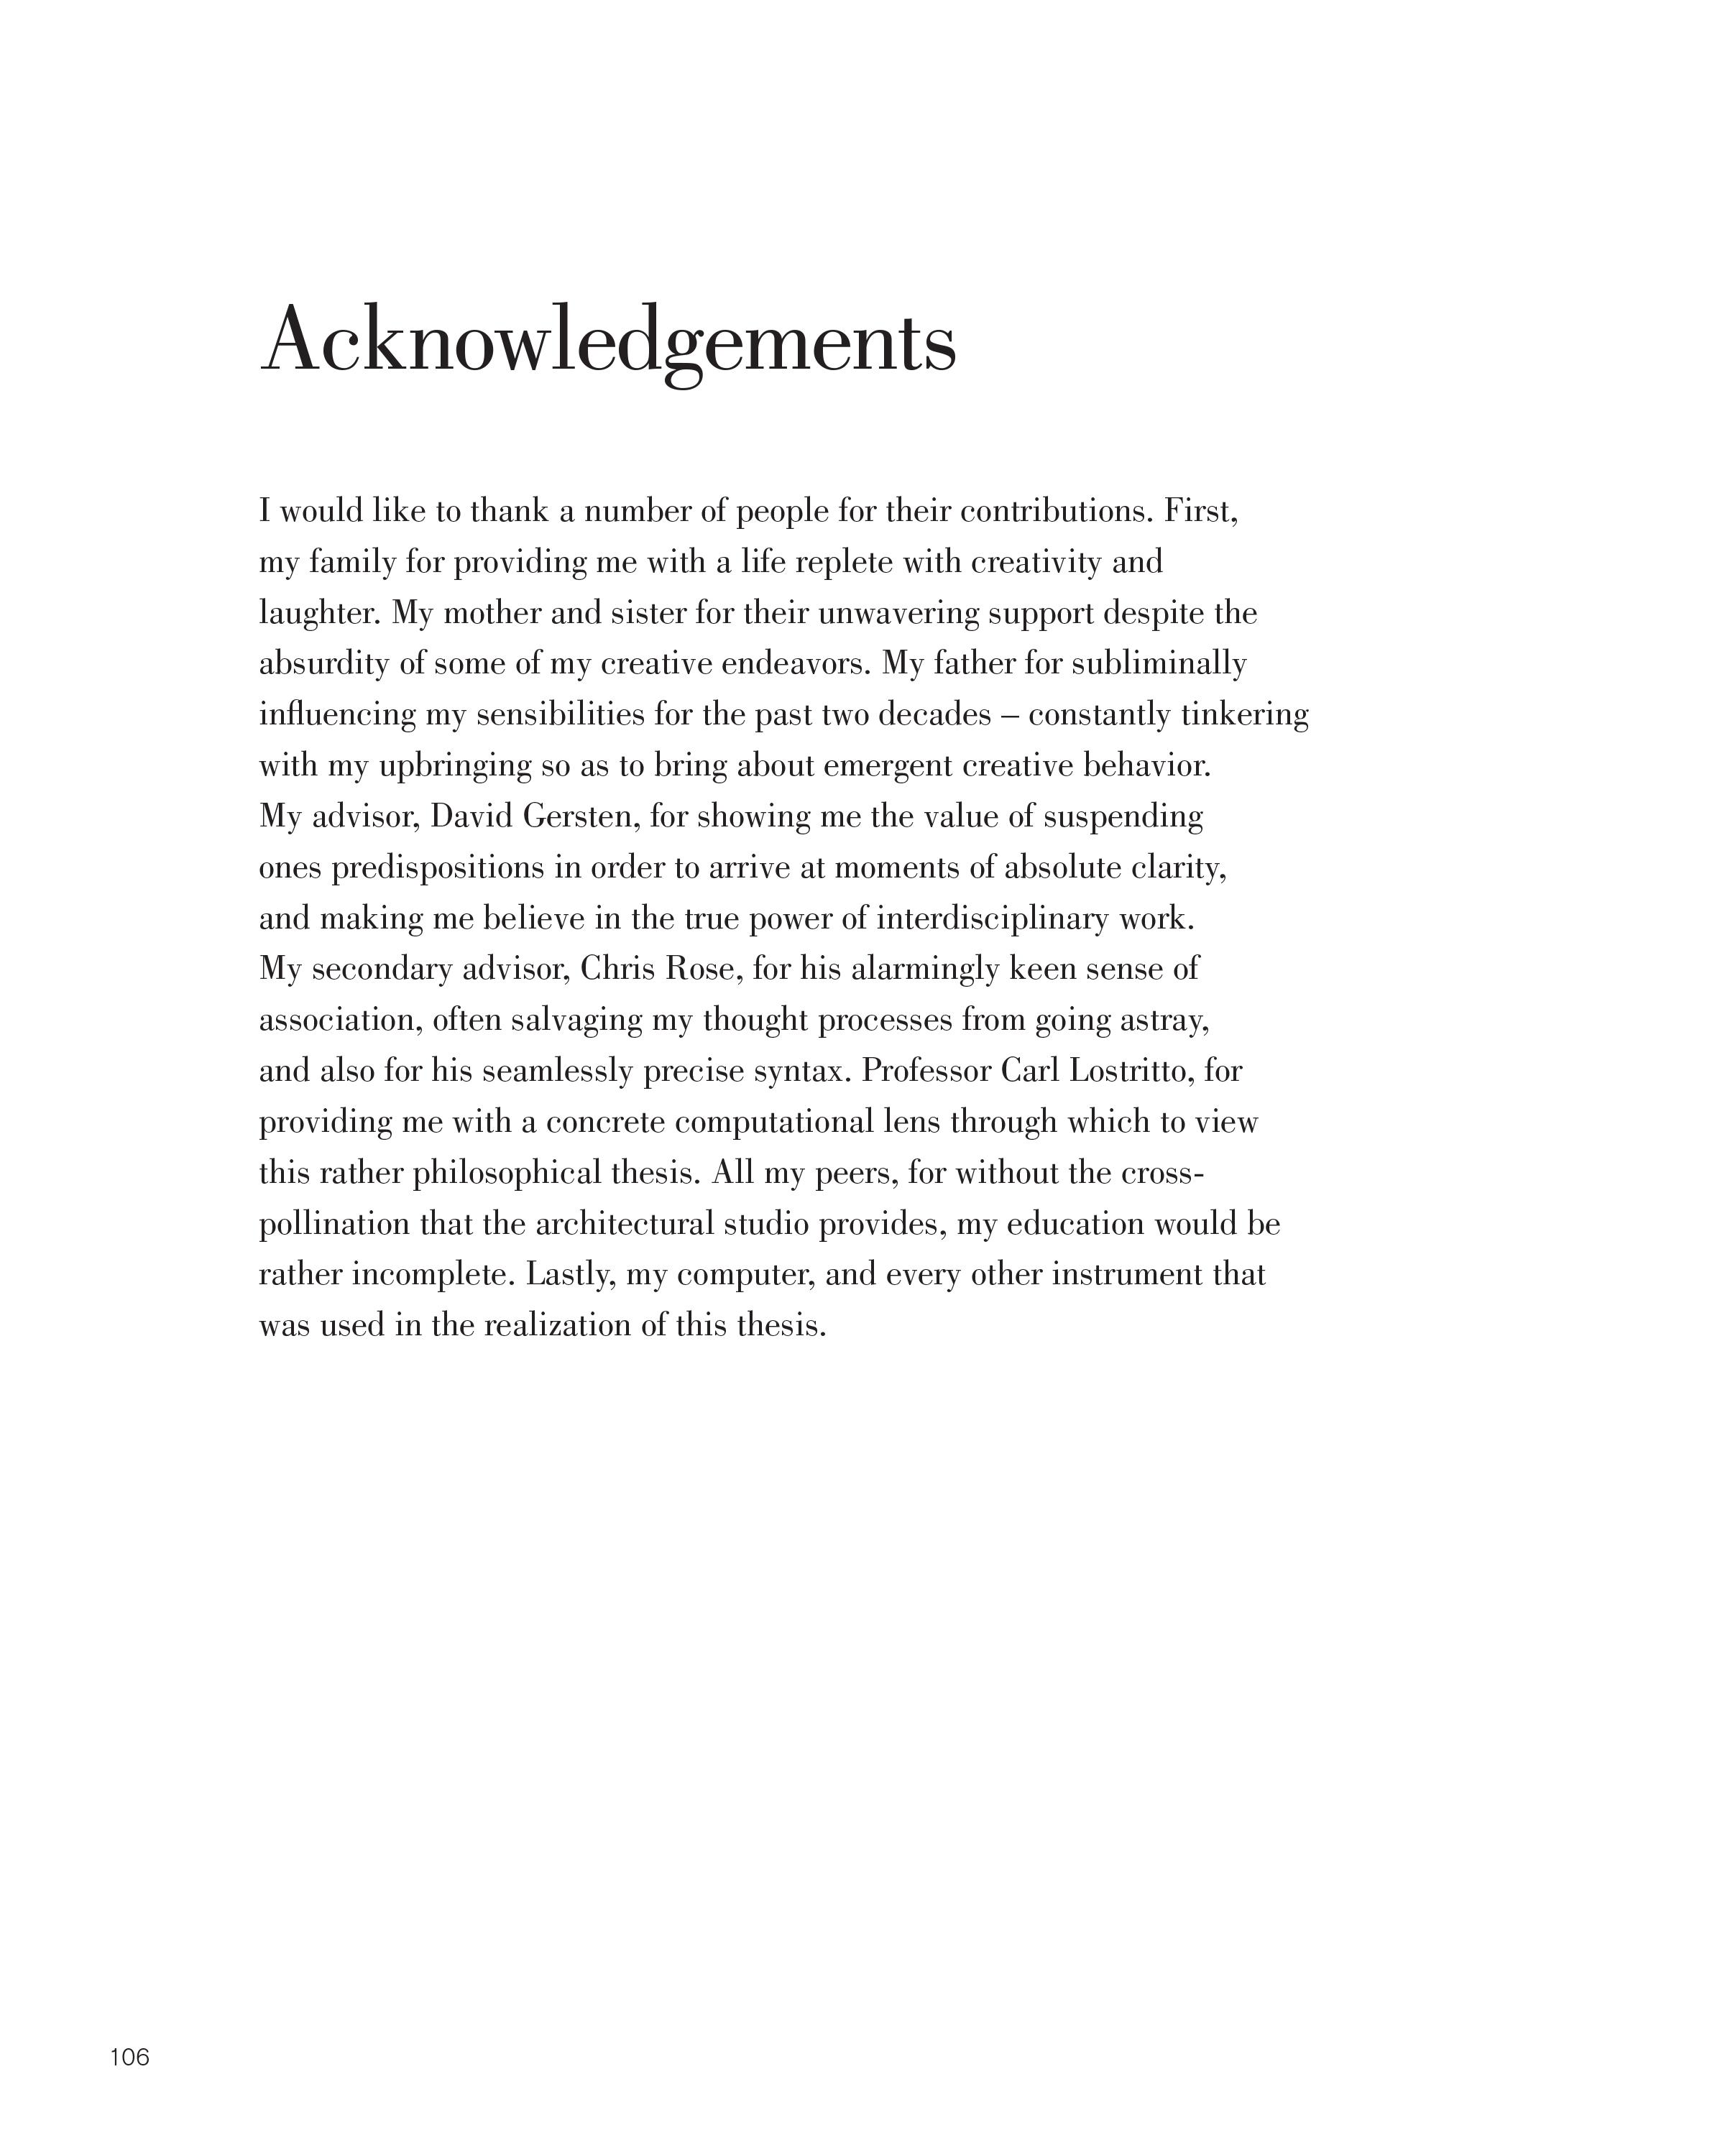 Acknowledgements
I would like to thank a number of people for their contributions. First,
my family for providing me with a life replete with creativity and
laughter. My mother and sister for their unwavering support despite the
absurdity of some of my creative endeavors. My father for subliminally
influencing my sensibilities for the past two decades – constantly tinkering
with my upbringing so as to bring about emergent creative behavior.
My advisor, David Gersten, for showing me the value of suspending
ones predispositions in order to arrive at moments of absolute clarity,
and making me believe in the true power of interdisciplinary work.
My secondary advisor, Chris Rose, for his alarmingly keen sense of
association, often salvaging my thought processes from going astray,
and also for his seamlessly precise syntax. Professor Carl Lostritto, for
providing me with a concrete computational lens through which to view
this rather philosophical thesis. All my peers, for without the cross-
pollination that the architectural studio provides, my education would be
rather incomplete. Lastly, my computer, and every other instrument that
was used in the realization of this thesis.
106